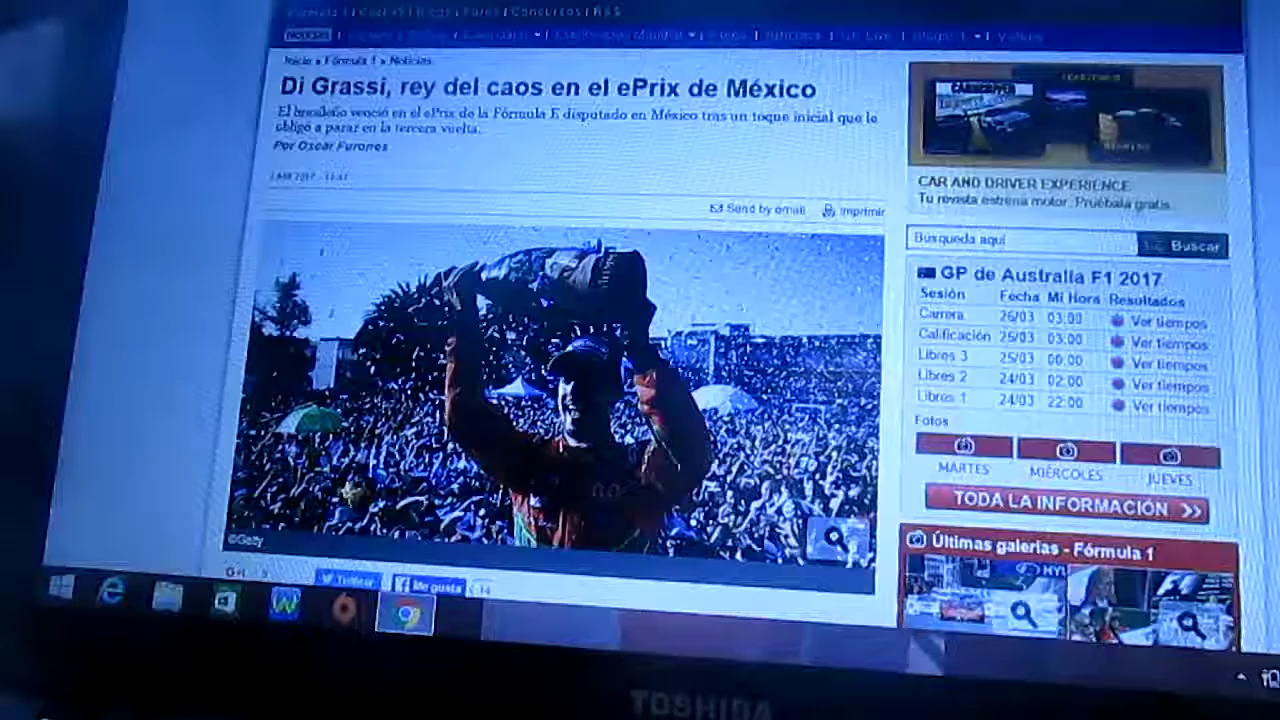 Noticias
Inicio » Fórmula 1 » Noticias
Di Grassi, rey del caos en el ePrix de México
El brasileño venció en el ePrix de la Fórmula E disputado en México tras un toque inicial que le
obligó a parar en la tercera vuelta.
Por Oscar Furones
Send by email Imprimir
©Getty
Twittear
Me gusta
CAR AND DRIVER EXPERIENCE
Tu revista estrena motor. Pruébala gratis
Búsqueda aquí Buscar
GP de Australia F1 2017
Sesión Fecha Mi Hora Resultados
Carrera 26/03 03:00 Ver tiempos
Calificación 25/03 03:00 Ver tiempos
Libres 3 25/03 00:00 Ver tiempos
Libres 2 24/03 02:00 Ver tiempos
Libres 1 24/03 22:00 Ver tiempos
Fotos
MARTES MIÉRCOLES JUEVES
TODA LA INFORMACIÓN
Últimas galerías - Fórmula 1
TOSHIBA